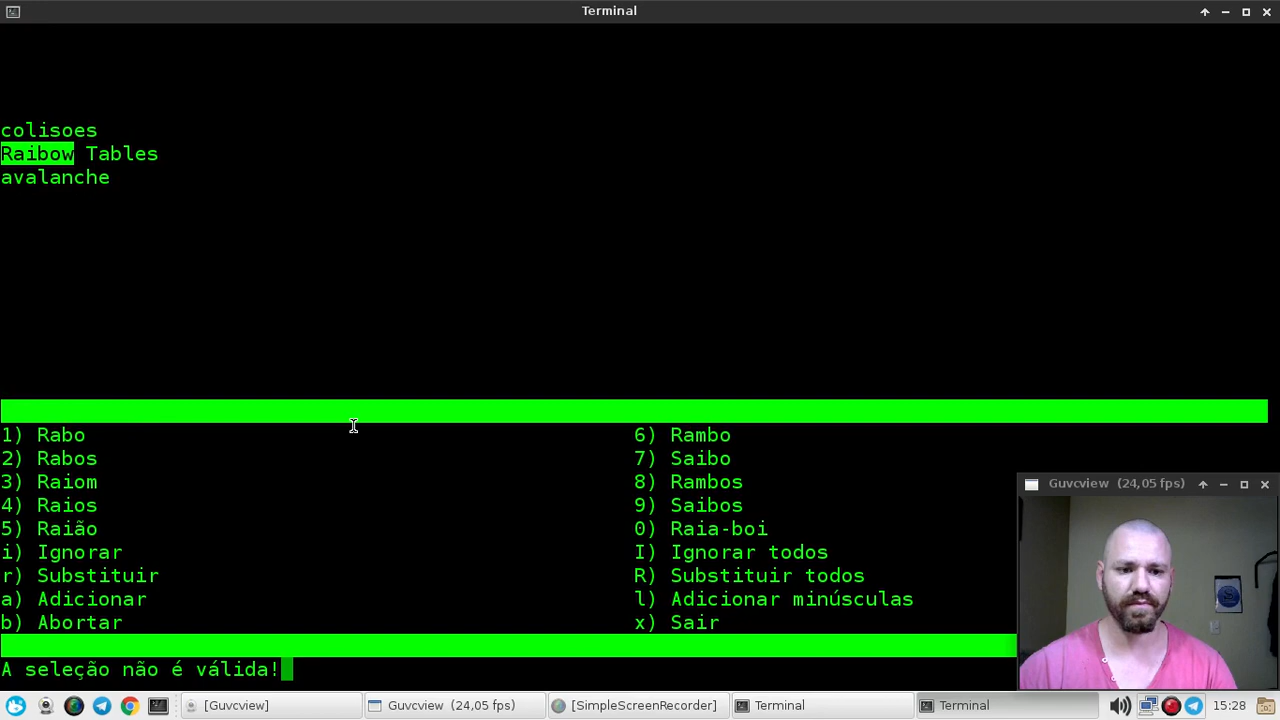 Terminal
colisoes
Raibow Tables
avalanche
1) Rabo
6) Rambo
2) Rabos
7) Saibo
3) Raiom
8) Rambos
4) Raios
9) Saibos
5) Raião
0) Raia-boi
i) Ignorar
I) Ignorar todos
r) Substituir
R) Substituir todos
a) Adicionar
l) Adicionar minúsculas
b) Abortar
x) Sair
A seleção não é válida!
Guvcview (24,05 fps)
[Guvcview]
Guvcview (24,05 fps)
[SimpleScreenRecorder]
Terminal
Terminal
15:28